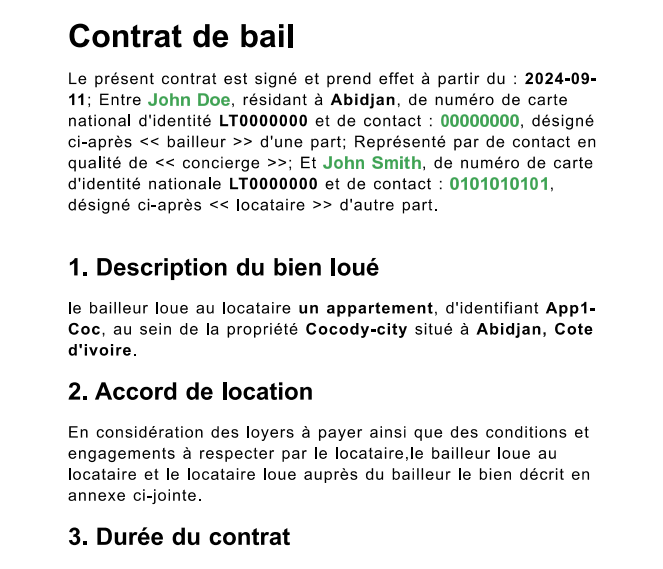 Contrat de bail
Le présent contrat est signé et prend effet à partir du : 2024-09-
11; Entre John Doe, résidant à Abidjan, de numéro de carte
national d'identité LT0000000 et de contact : 00000000, désigné
ci-après << bailleur >> d'une part; Représenté par de contact en
qualité de << concierge >>; Et John Smith, de numéro de carte
d'identité nationale LT0000000 et de contact : 0101010101,
désigné ci-après << locataire >> d'autre part.
1. Description du bien loué
le bailleur loue au locataire un appartement, d'identifiant App1-
Coc, au sein de la propriété Cocody-city situé à Abidjan, Cote
d'ivoire.
2. Accord de location
En considération des loyers à payer ainsi que des conditions et
engagements à respecter par le locataire,le bailleur loue au
locataire et le locataire loue auprès du bailleur le bien décrit en
annexe ci-jointe.
3. Durée du contrat